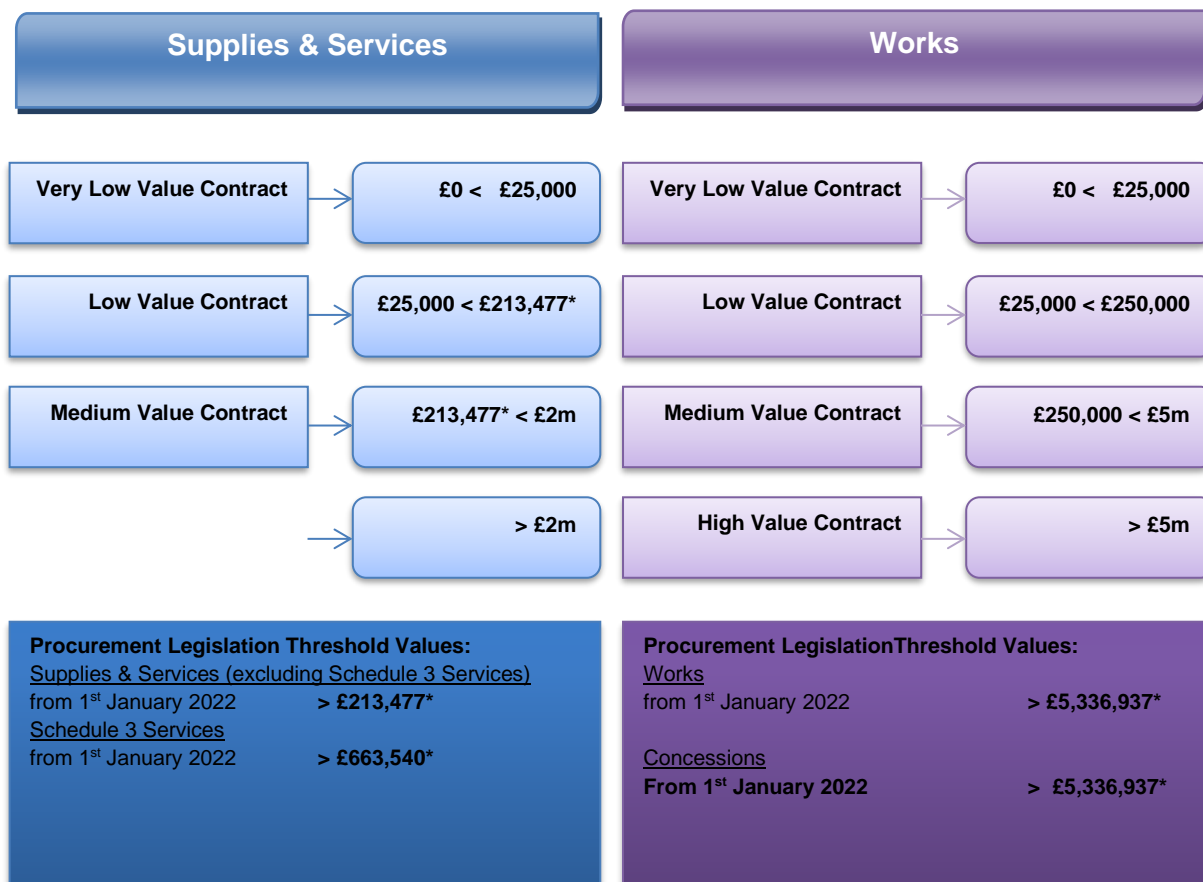 Supplies & Services
Very Low Value Contract
£0 < £25,000
Low Value Contract
£25,000 < £213,477*
Medium Value Contract
£213,477* < £2m
> £2m
Procurement Legislation Threshold Values:
Supplies & Services (excluding Schedule 3 Services)
from 1st January 2022 > £213,477*
Schedule 3 Services
from 1st January 2022 > £663,540*
Works
Very Low Value Contract
£0 < £25,000
Low Value Contract
£25,000 < £250,000
Medium Value Contract
£250,000 < £5m
High Value Contract
> £5m
Procurement LegislationThreshold Values:
Works
from 1st January 2022 > £5,336,937*
Concessions
From 1st January 2022 > £5,336,937*